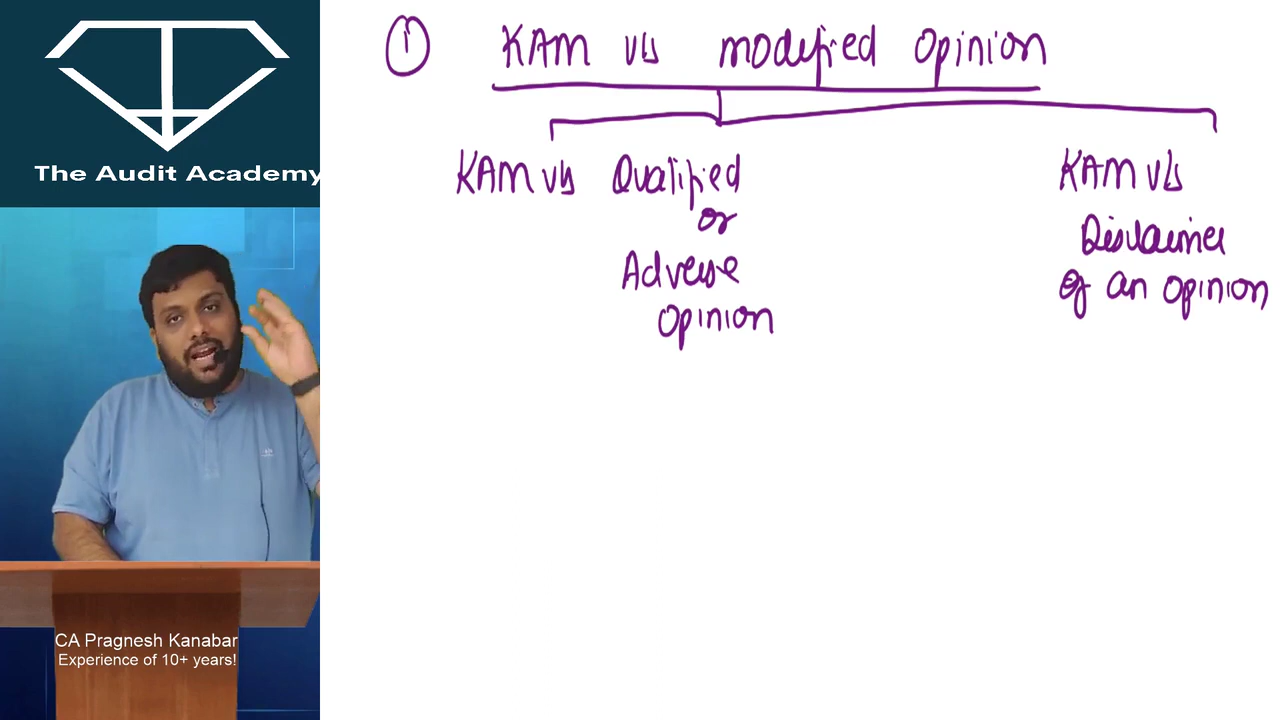 The Audit Academy
① KAM v/s modified Opinion
KAM v/s Qualified
or
Adverse
Opinion
KAM v/s
Disclaimer
of an Opinion
CA Pragnesh Kanabar
Experience of 10+ years!